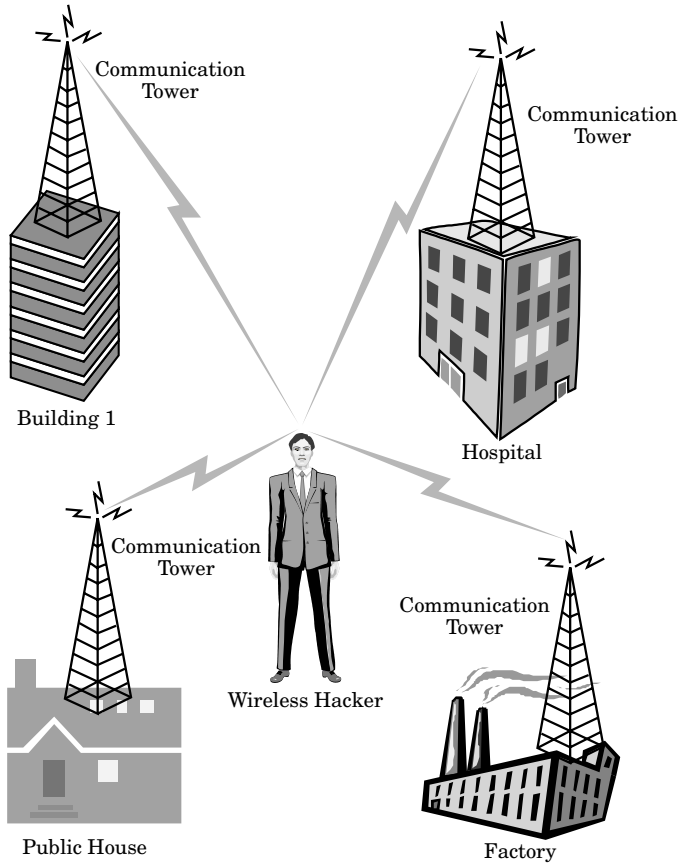 Communication
Tower
Communication
Tower
Building 1
Hospital
Communication
Tower
Communication
Tower
Wireless Hacker
Public House
Factory